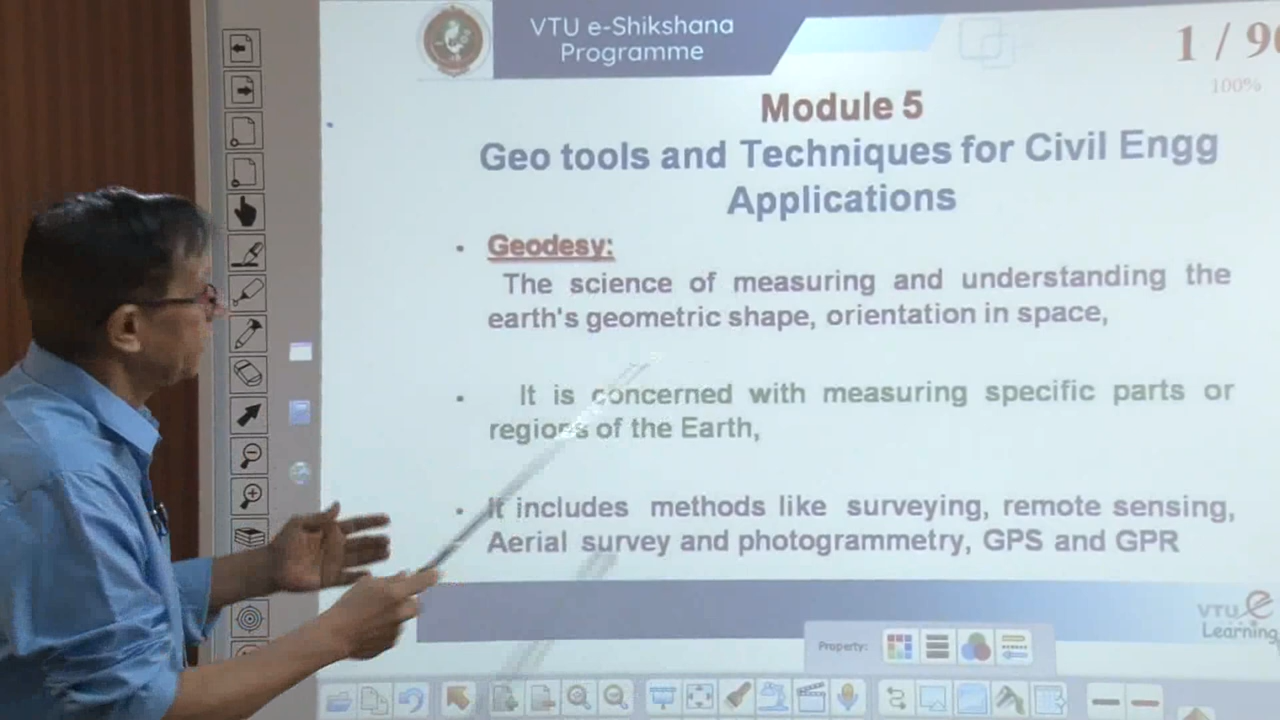 VTU e-Shikshana
Programme
1 / 90
100%
Module 5
Geo tools and Techniques for Civil Engg
Applications
• Geodesy:
The science of measuring and understanding the
earth's geometric shape, orientation in space,
• It is concerned with measuring specific parts or
regions of the Earth,
• It includes methods like surveying, remote sensing,
Aerial survey and photogrammetry, GPS and GPR
VTU e
Learning
Property: